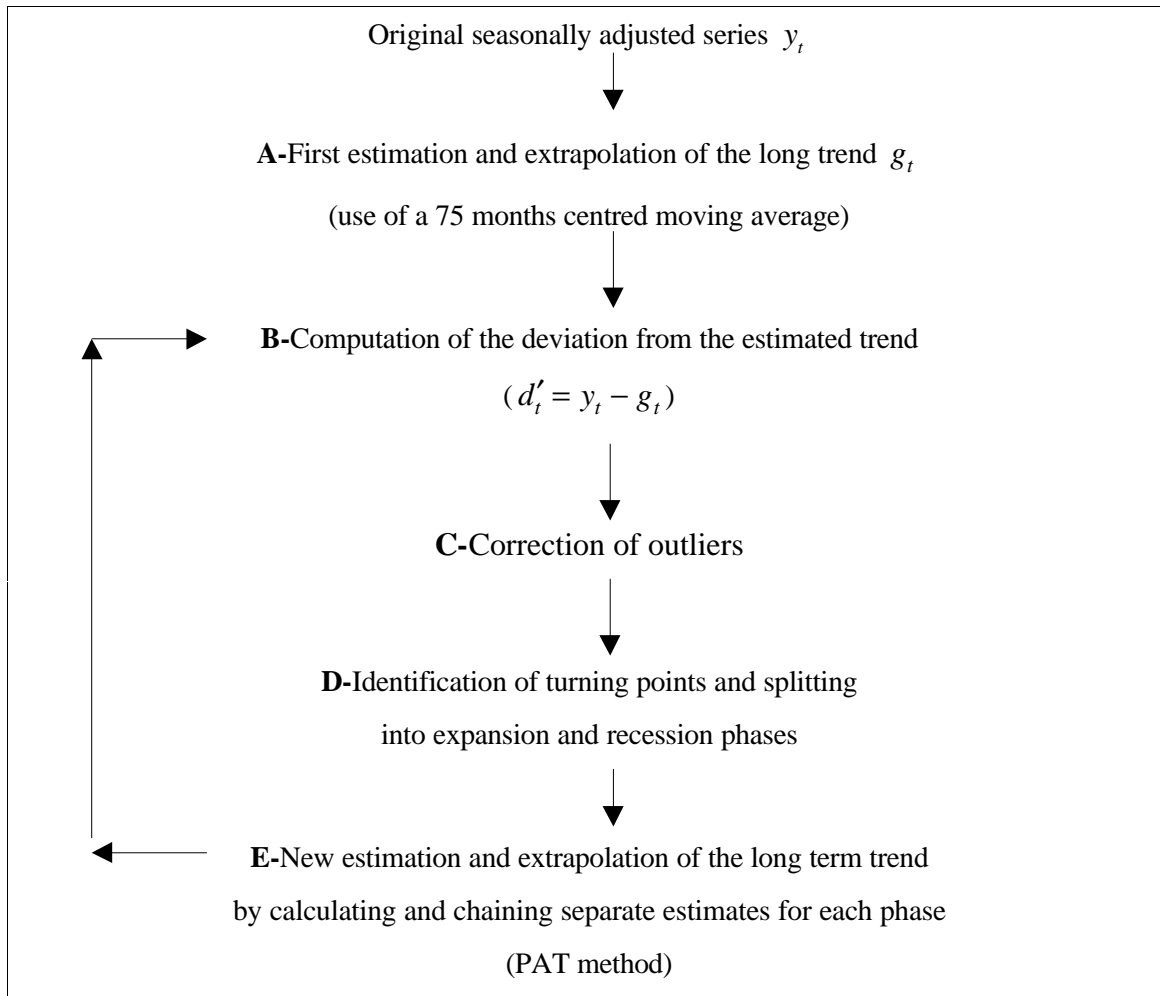 Original seasonally adjusted series y_t
A-First estimation and extrapolation of the long trend g_t
(use of a 75 months centred moving average)
B-Computation of the deviation from the estimated trend
( d′_t = y_t − g_t )
C-Correction of outliers
D-Identification of turning points and splitting
into expansion and recession phases
E-New estimation and extrapolation of the long term trend
by calculating and chaining separate estimates for each phase
(PAT method)